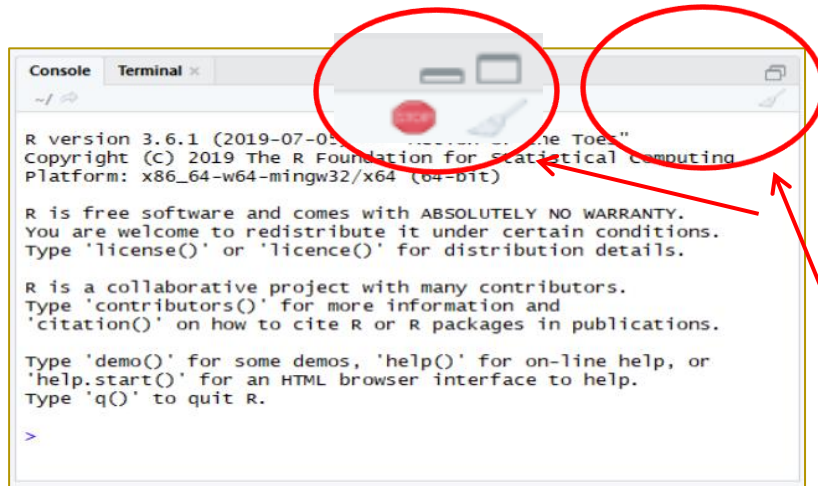 Console Terminal ×
~/
STOP
R version 3.6.1 (2019-07-05) he Toes"
Copyright (C) 2019 The R Foundation for Statistical Computing
Platform: x86_64-w64-mingw32/x64 (64-bit)
R is free software and comes with ABSOLUTELY NO WARRANTY.
You are welcome to redistribute it under certain conditions.
Type 'license()' or 'licence()' for distribution details.
R is a collaborative project with many contributors.
Type 'contributors()' for more information and
'citation()' on how to cite R or R packages in publications.
Type 'demo()' for some demos, 'help()' for on-line help, or
'help.start()' for an HTML browser interface to help.
Type 'q()' to quit R.
>